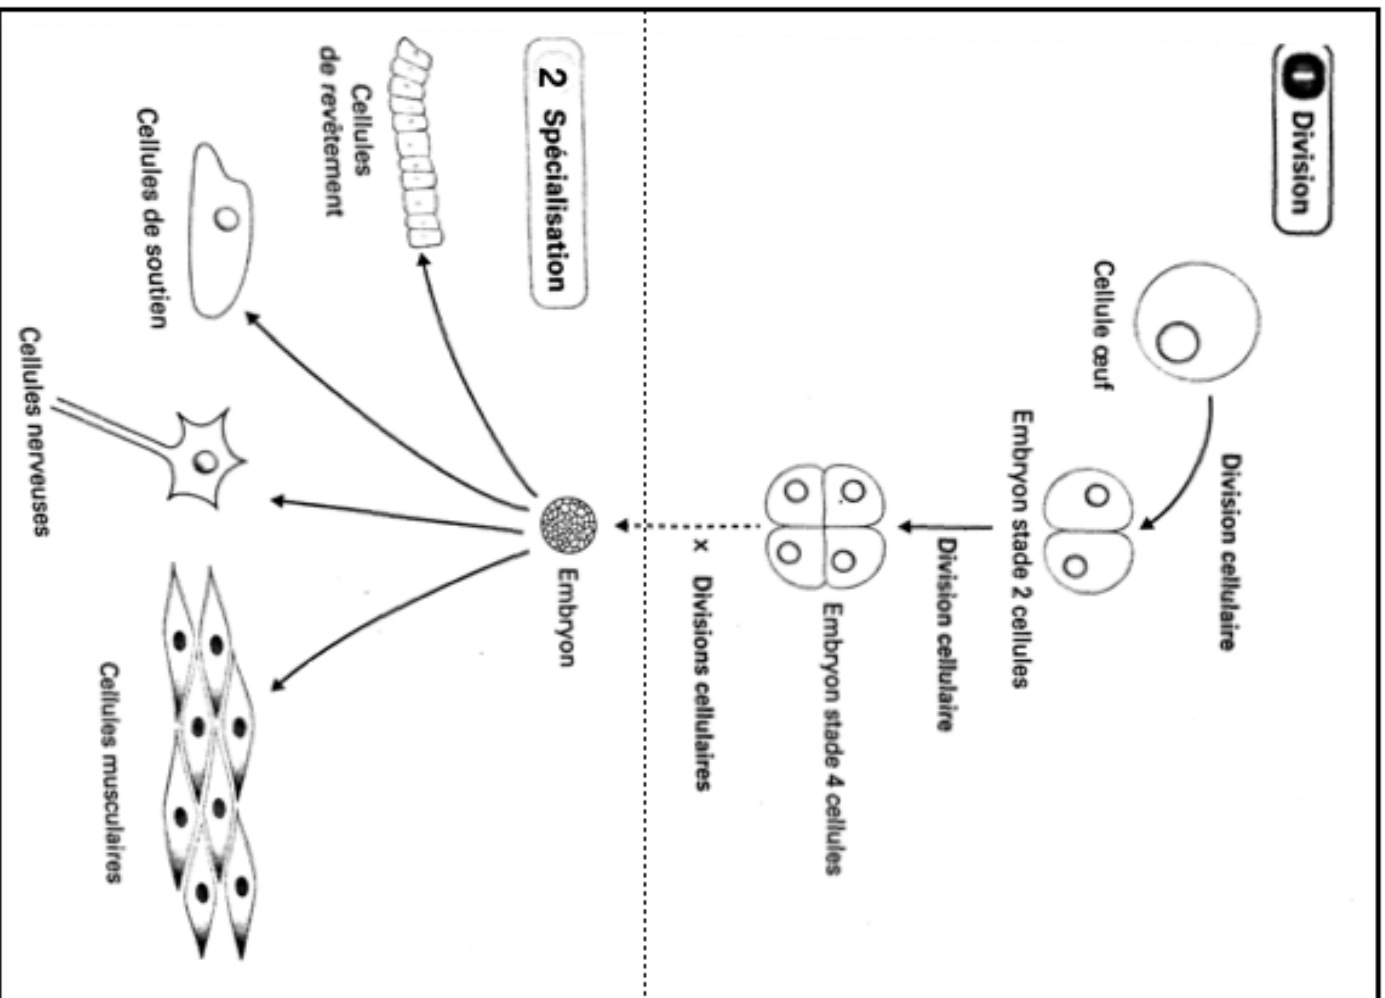 1 Division
Cellule œuf
Division cellulaire
Embryon stade 2 cellules
Division cellulaire
Embryon stade 4 cellules
x Divisions cellulaires
2 Spécialisation
Embryon
Cellules
de revêtement
Cellules de soutien
Cellules nerveuses
Cellules musculaires